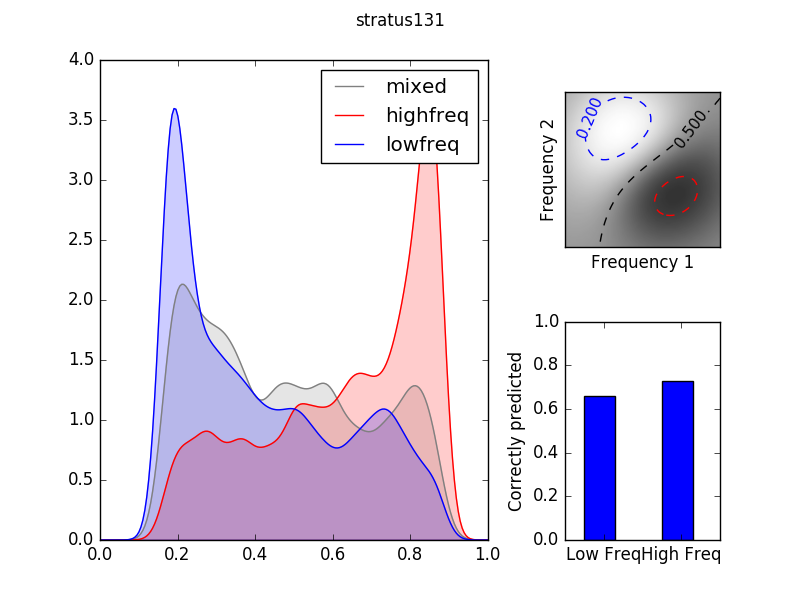 stratus131
4.0
3.5
3.0
2.5
2.0
1.5
1.0
0.5
0.0
0.0 0.2 0.4 0.6 0.8 1.0
mixed
highfreq
lowfreq
Frequency 2
0.200
0.500
Frequency 1
Correctly predicted
1.0
0.8
0.6
0.4
0.2
0.0
Low Freq High Freq